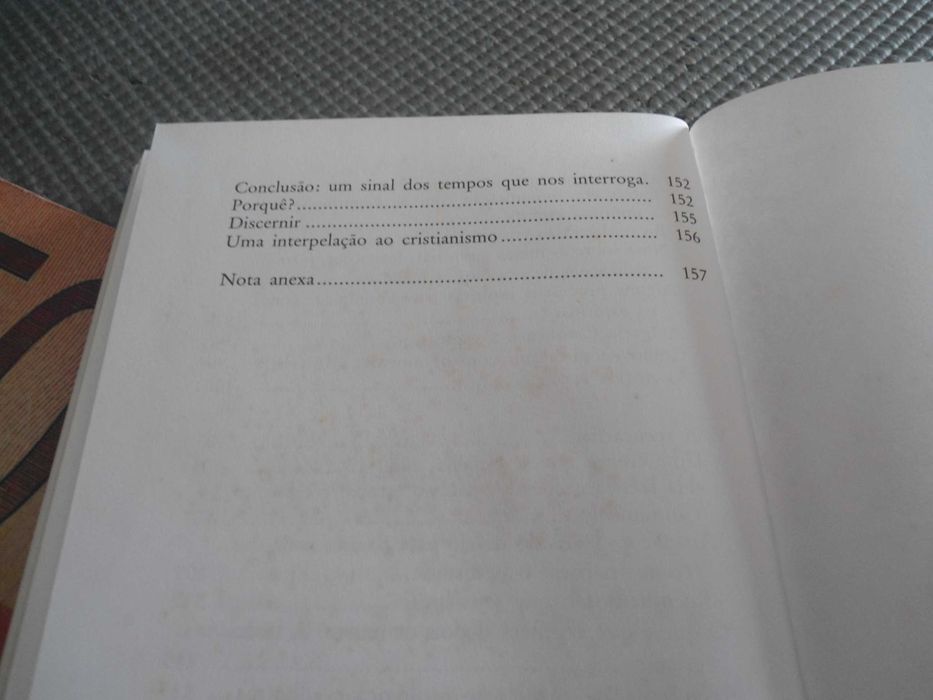 Conclusão: um sinal dos tempos que nos interroga. 152
Porquê?.................................................................... 152
Discernir.................................................................. 155
Uma interpelação ao cristianismo.............................. 156
Nota anexa................................................................ 157